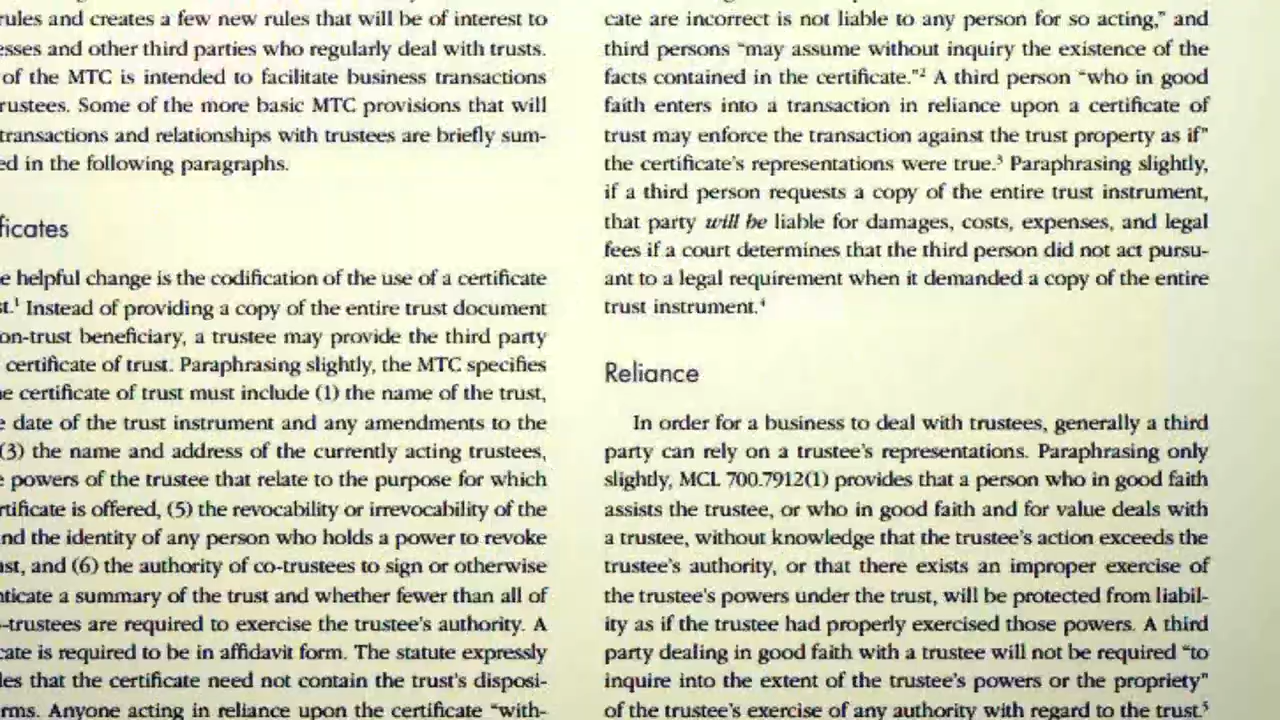 rules and creates a few new rules that will be of interest to
esses and other third parties who regularly deal with trusts.
of the MTC is intended to facilitate business transactions
rustees. Some of the more basic MTC provisions that will
transactions and relationships with trustees are briefly sum-
ed in the following paragraphs.
ficates
e helpful change is the codification of the use of a certificate
st.¹ Instead of providing a copy of the entire trust document
on-trust beneficiary, a trustee may provide the third party
certificate of trust. Paraphrasing slightly, the MTC specifies
e certificate of trust must include (1) the name of the trust,
e date of the trust instrument and any amendments to the
(3) the name and address of the currently acting trustees,
e powers of the trustee that relate to the purpose for which
rtificate is offered, (5) the revocability or irrevocability of the
nd the identity of any person who holds a power to revoke
ust, and (6) the authority of co-trustees to sign or otherwise
nticate a summary of the trust and whether fewer than all of
-trustees are required to exercise the trustee's authority. A
cate is required to be in affidavit form. The statute expressly
des that the certificate need not contain the trust's disposi-
rms. Anyone acting in reliance upon the certificate “with-
cate are incorrect is not liable to any person for so acting,” and
third persons “may assume without inquiry the existence of the
facts contained in the certificate.”² A third person “who in good
faith enters into a transaction in reliance upon a certificate of
trust may enforce the transaction against the trust property as if”
the certificate's representations were true.³ Paraphrasing slightly,
if a third person requests a copy of the entire trust instrument,
that party will be liable for damages, costs, expenses, and legal
fees if a court determines that the third person did not act pursu-
ant to a legal requirement when it demanded a copy of the entire
trust instrument.⁴
Reliance
In order for a business to deal with trustees, generally a third
party can rely on a trustee's representations. Paraphrasing only
slightly, MCL 700.7912(1) provides that a person who in good faith
assists the trustee, or who in good faith and for value deals with
a trustee, without knowledge that the trustee's action exceeds the
trustee's authority, or that there exists an improper exercise of
the trustee's powers under the trust, will be protected from liabil-
ity as if the trustee had properly exercised those powers. A third
party dealing in good faith with a trustee will not be required “to
inquire into the extent of the trustee's powers or the propriety”
of the trustee's exercise of any authority with regard to the trust.⁵